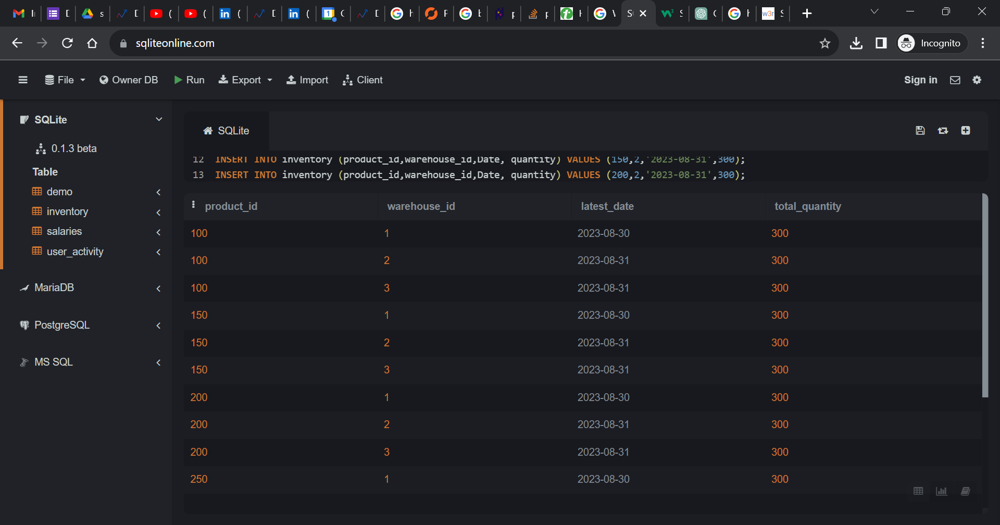 sqliteonline.com
Incognito
File
Owner DB
Run
Export
Import
Client
Sign in
SQLite
0.1.3 beta
Table
demo
inventory
salaries
user_activity
MariaDB
PostgreSQL
MS SQL
SQLite
12 INSERT INTO inventory (product_id,warehouse_id,Date, quantity) VALUES (150,2,'2023-08-31',300);
13 INSERT INTO inventory (product_id,warehouse_id,Date, quantity) VALUES (200,2,'2023-08-31',300);
product_id warehouse_id latest_date total_quantity
100 1 2023-08-30 300
100 2 2023-08-31 300
100 3 2023-08-31 300
150 1 2023-08-30 300
150 2 2023-08-31 300
150 3 2023-08-31 300
200 1 2023-08-30 300
200 2 2023-08-31 300
200 3 2023-08-31 300
250 1 2023-08-30 300